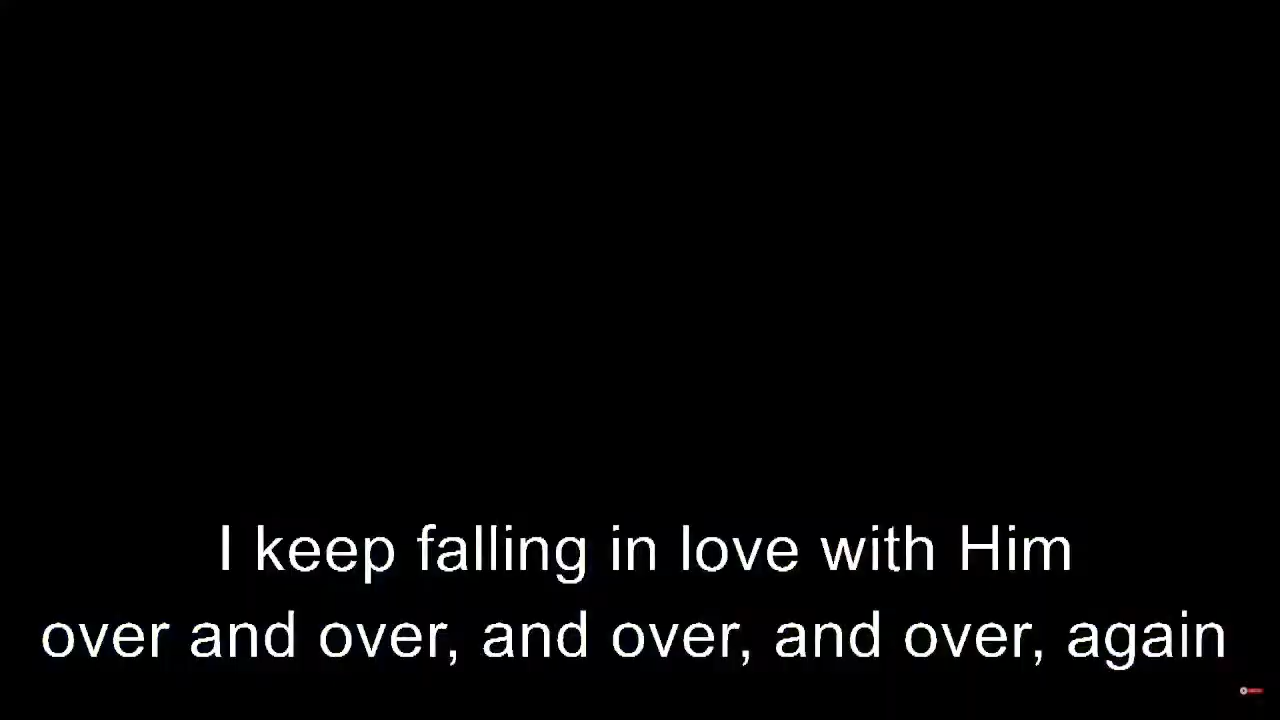 I keep falling in love with Him
over and over, and over, and over, again